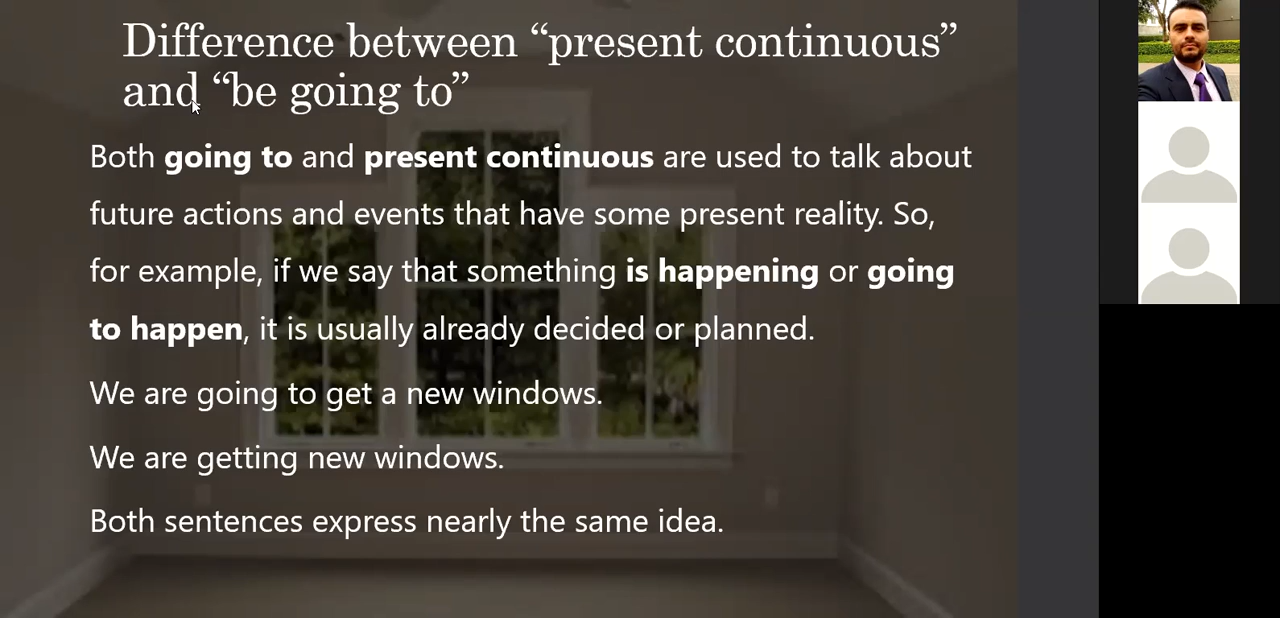 Difference between “present continuous”
and “be going to”
Both going to and present continuous are used to talk about
future actions and events that have some present reality. So,
for example, if we say that something is happening or going
to happen, it is usually already decided or planned.
We are going to get a new windows.
We are getting new windows.
Both sentences express nearly the same idea.